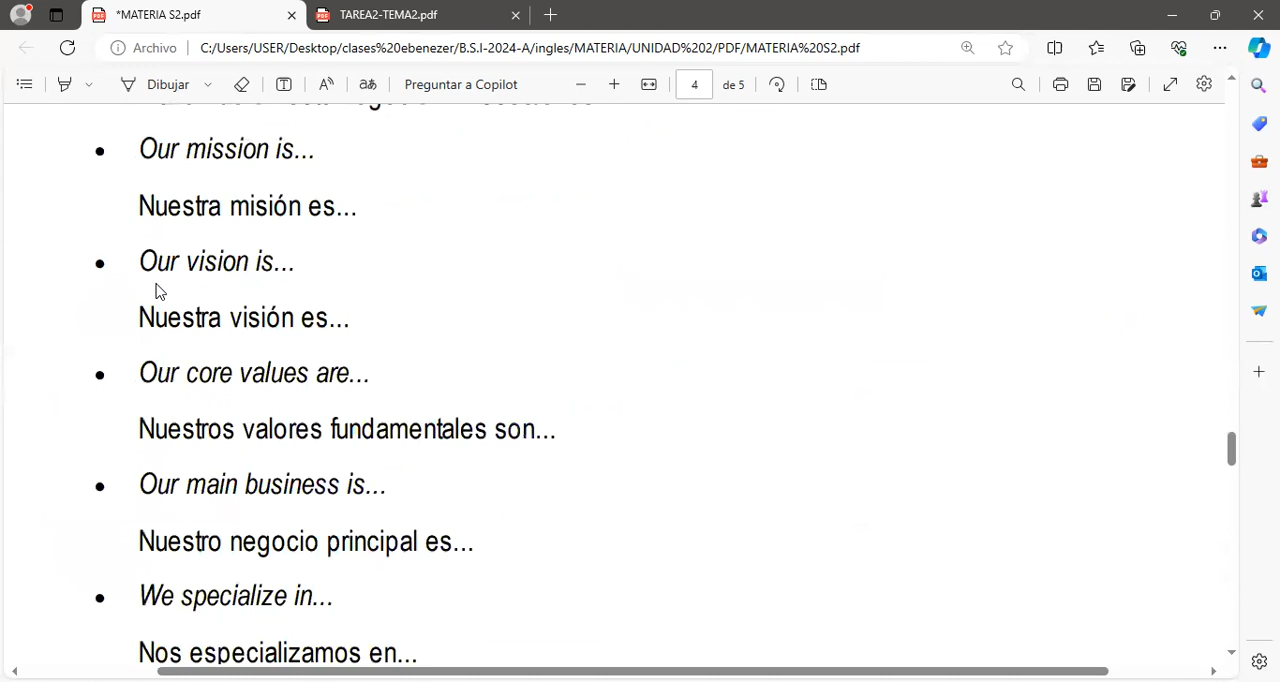 *MATERIA S2.pdf
TAREA2-TEMA2.pdf
Archivo
C:/Users/USER/Desktop/clases%20ebenezer/B.S.I-2024-A/ingles/MATERIA/UNIDAD%202/PDF/MATERIA%20S2.pdf
Dibujar
Preguntar a Copilot
4
de 5
• Our mission is...
Nuestra misión es...
• Our vision is...
Nuestra visión es...
• Our core values are...
Nuestros valores fundamentales son...
• Our main business is...
Nuestro negocio principal es...
• We specialize in...
Nos especializamos en...